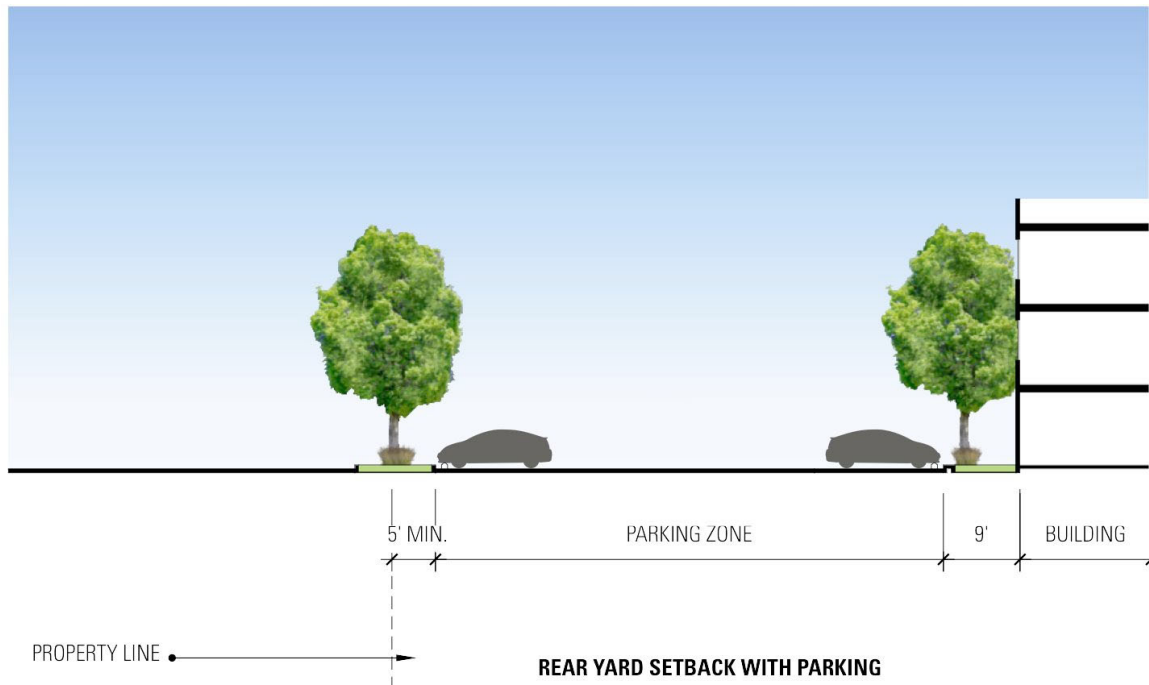 5' MIN.
PARKING ZONE
9'
BUILDING
PROPERTY LINE
REAR YARD SETBACK WITH PARKING